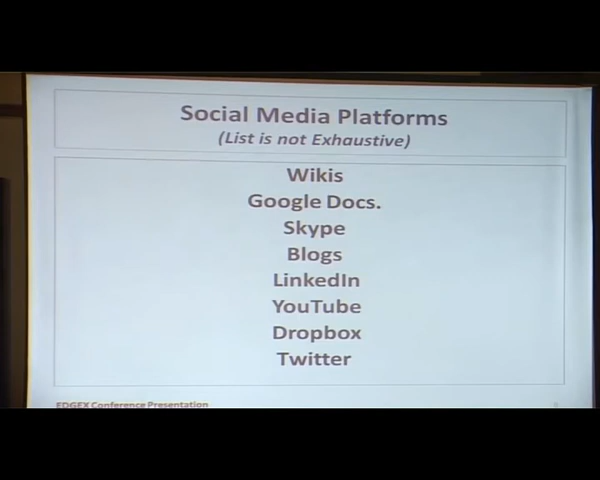 Social Media Platforms
(List is not Exhaustive)
Wikis
Google Docs.
Skype
Blogs
LinkedIn
YouTube
Dropbox
Twitter
EDGEX Conference Presentation